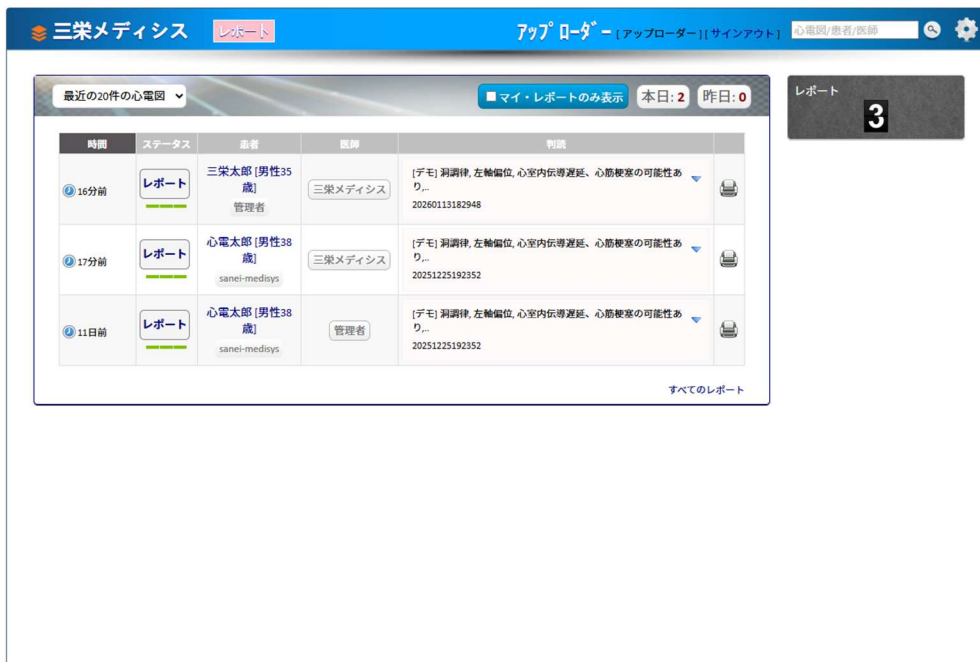 三栄メディシス レポート アップローダー [アップローダー] [サインアウト] 心電図/患者/医師
最近の20件の心電図 マイ・レポートのみ表示 本日: 2 昨日: 0
レポート
3
時間 ステータス 患者 医師 判読
16分前 レポート 三栄太郎 [男性35
歳]
管理者
三栄メディシス
[デモ] 洞調律, 左軸偏位, 心室内伝導遅延、心筋梗塞の可能性あ
り,..
20260113182948
17分前 レポート 心電太郎 [男性38
歳]
sanei-medisys
三栄メディシス
[デモ] 洞調律, 左軸偏位, 心室内伝導遅延、心筋梗塞の可能性あ
り,..
20251225192352
11日前 レポート 心電太郎 [男性38
歳]
sanei-medisys
管理者
[デモ] 洞調律, 左軸偏位, 心室内伝導遅延、心筋梗塞の可能性あ
り,..
20251225192352
すべてのレポート